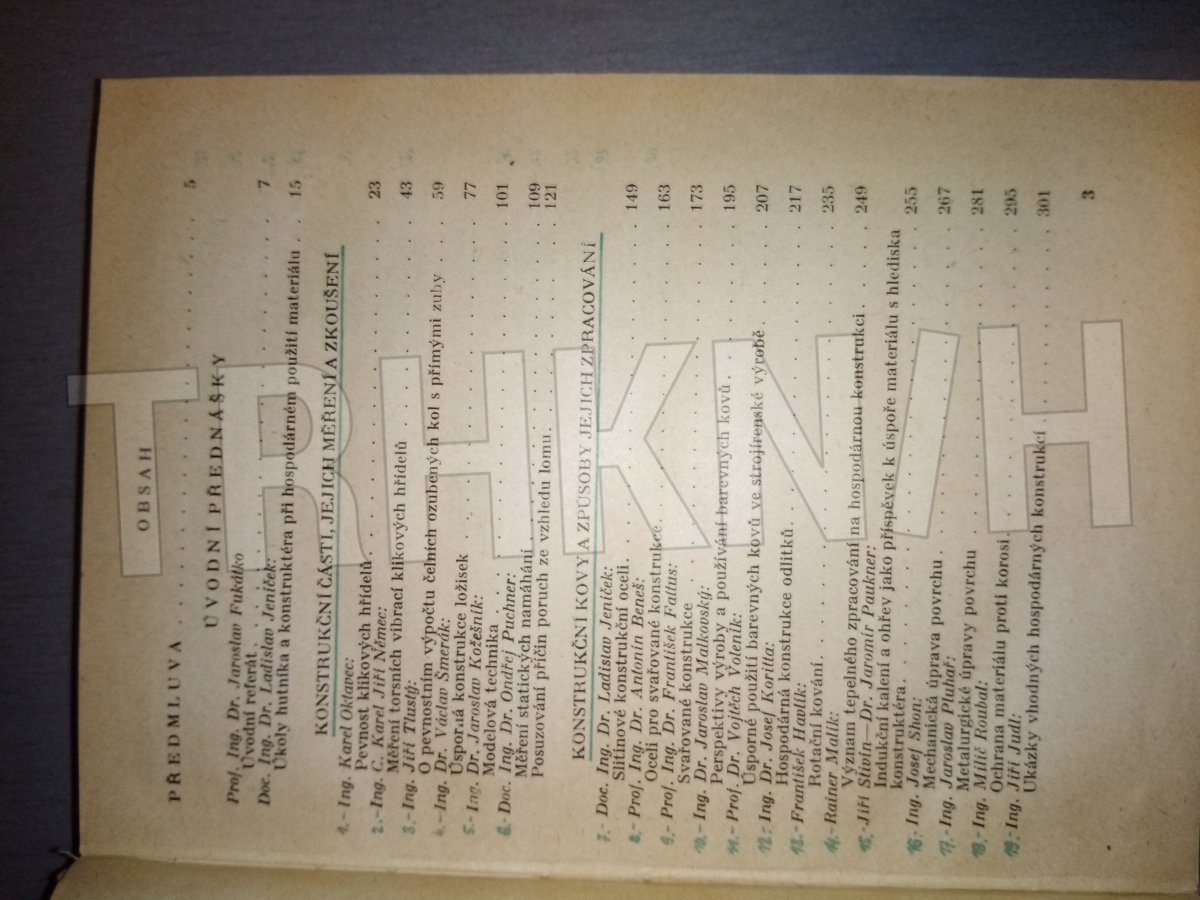 OBSAH
PŘEDMLUVA . . . . . . . . . . . . . . . . . . 5
ÚVODNÍ PŘEDNÁŠKY
Prof. Ing. Dr. Jaroslav Fukátko
Úvodní referát . . . . . . . . . . . . . . . . 7
Doc. Ing. Dr. Ladislav Jeníček:
Úkoly hutníka a konstruktéra při hospodárném použití materiálu . . 15
KONSTRUKČNÍ ČÁSTI, JEJICH MĚŘENÍ A ZKOUŠENÍ
1.- Ing. Karel Oktavec:
Pevnost klikových hřídelů . . . . . . . . . . . . . 23
2.- Ing. C. Karel Jiří Němec:
Měření torsních vibrací klikových hřídelů . . . . . . . . 43
3.- Ing. Jiří Tlustý:
O pevnostním výpočtu čelních ozubených kol s přímými zuby . . 59
4.- Ing. Dr. Václav Šmerák:
Úsporuá konstrukce ložisek . . . . . . . . . . . . 77
5.- Ing. Dr. Jaroslav Kožešník:
Modelová technika . . . . . . . . . . . . . . . 101
6.- Doc. Ing. Dr. Ondřej Puchner:
Měření statických namáhání . . . . . . . . . . . . 109
Posuzování příčin poruch ze vzhledu lomu . . . . . . . . 121
KONSTRUKČNÍ KOVY A ZPŮSOBY JEJICH ZPRACOVÁNÍ
7.- Doc. Ing. Dr. Ladislav Jeníček:
Slitinové konstrukční oceli . . . . . . . . . . . . . 149
8.- Prof. Ing. Dr. Antonín Beneš:
Oceli pro svařované konstrukce . . . . . . . . . . . 163
9.- Prof. Ing. Dr. František Faltus:
Svařované konstrukce . . . . . . . . . . . . . . 173
10.- Ing. Dr. Jaroslav Malkovský:
Perspektivy výroby a používání barevných kovů . . . . . . 195
11.- Prof. Dr. Vojtěch Voleník:
Úsporné použití barevných kovů ve strojírenské výrobě . . . . 207
12.- Ing. Dr. Josef Koritta:
Hospodárná konstrukce odlitků . . . . . . . . . . . 217
13.- František Havlík:
Rotační kování . . . . . . . . . . . . . . . . 235
14.- Rainer Malík:
Význam tepelného zpracování na hospodárnou konstrukci . . . . 249
15.- Jiří Stivín—Dr. Jaromír Paukner:
Indukční kalení a ohřev jako příspěvek k úspoře materiálu s hlediska
konstruktéra . . . . . . . . . . . . . . . . . 255
16.- Ing. Josef Shon:
Mechanická úprava povrchu . . . . . . . . . . . . 267
17.- Ing. Jaroslav Pluhař:
Metalurgické úpravy povrchu . . . . . . . . . . . 281
18.- Ing. Milič Roubal:
Ochrana materiálu proti korosi . . . . . . . . . . . 295
19.- Ing. Jiří Judl:
Ukázky vhodných hospodárných konstrukcí . . . . . . . 301
3
TRHKNIH